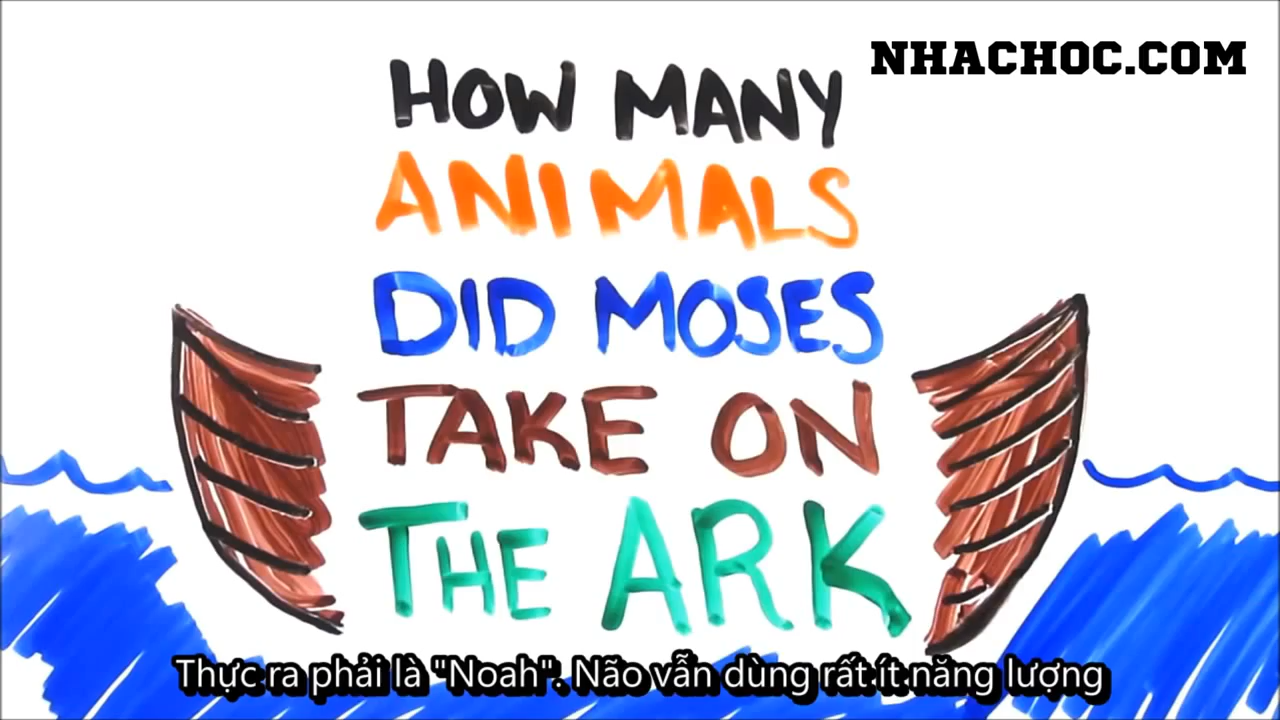 NHACHOC.COM
HOW MANY
ANIMALS
DID MOSES
TAKE ON
THE ARK
Thực ra phải là "Noah". Não vẫn dùng rất ít năng lượng